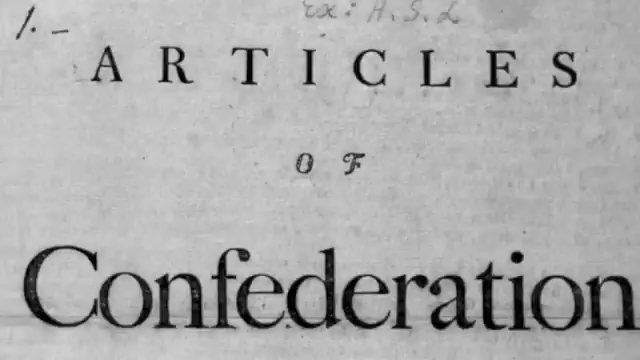 Ex: H. S. L
1. –
ARTICLES
OF
Confederation